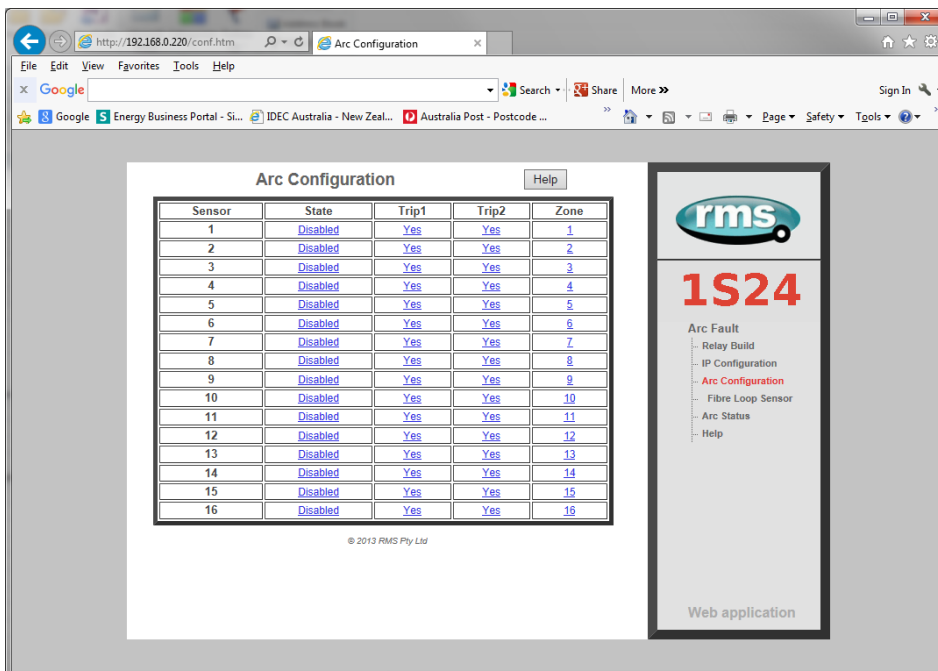 http://192.168.0.220/conf.htm
Arc Configuration
File Edit View Favorites Tools Help
x Google Search Share More » Sign In
Google Energy Business Portal - Si... IDEC Australia - New Zeal... Australia Post - Postcode ... » Page Safety Tools »
Arc Configuration Help
Sensor State Trip1 Trip2 Zone
1 Disabled Yes Yes 1
2 Disabled Yes Yes 2
3 Disabled Yes Yes 3
4 Disabled Yes Yes 4
5 Disabled Yes Yes 5
6 Disabled Yes Yes 6
7 Disabled Yes Yes 7
8 Disabled Yes Yes 8
9 Disabled Yes Yes 9
10 Disabled Yes Yes 10
11 Disabled Yes Yes 11
12 Disabled Yes Yes 12
13 Disabled Yes Yes 13
14 Disabled Yes Yes 14
15 Disabled Yes Yes 15
16 Disabled Yes Yes 16
© 2013 RMS Pty Ltd
rms
1S24
Arc Fault
Relay Build
IP Configuration
Arc Configuration
Fibre Loop Sensor
Arc Status
Help
Web application